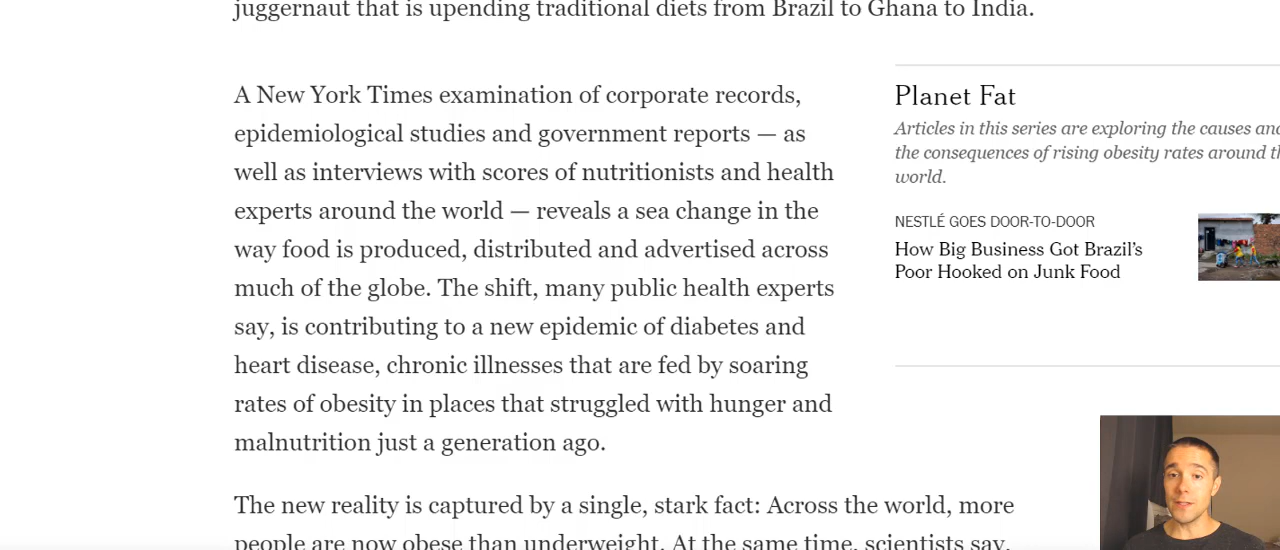 juggernaut that is upending traditional diets from Brazil to Ghana to India.
A New York Times examination of corporate records,
epidemiological studies and government reports — as
well as interviews with scores of nutritionists and health
experts around the world — reveals a sea change in the
way food is produced, distributed and advertised across
much of the globe. The shift, many public health experts
say, is contributing to a new epidemic of diabetes and
heart disease, chronic illnesses that are fed by soaring
rates of obesity in places that struggled with hunger and
malnutrition just a generation ago.
The new reality is captured by a single, stark fact: Across the world, more
people are now obese than underweight. At the same time, scientists say,
Planet Fat
Articles in this series are exploring the causes and
the consequences of rising obesity rates around
world.
NESTLÉ GOES DOOR-TO-DOOR
How Big Business Got Brazil's
Poor Hooked on Junk Food